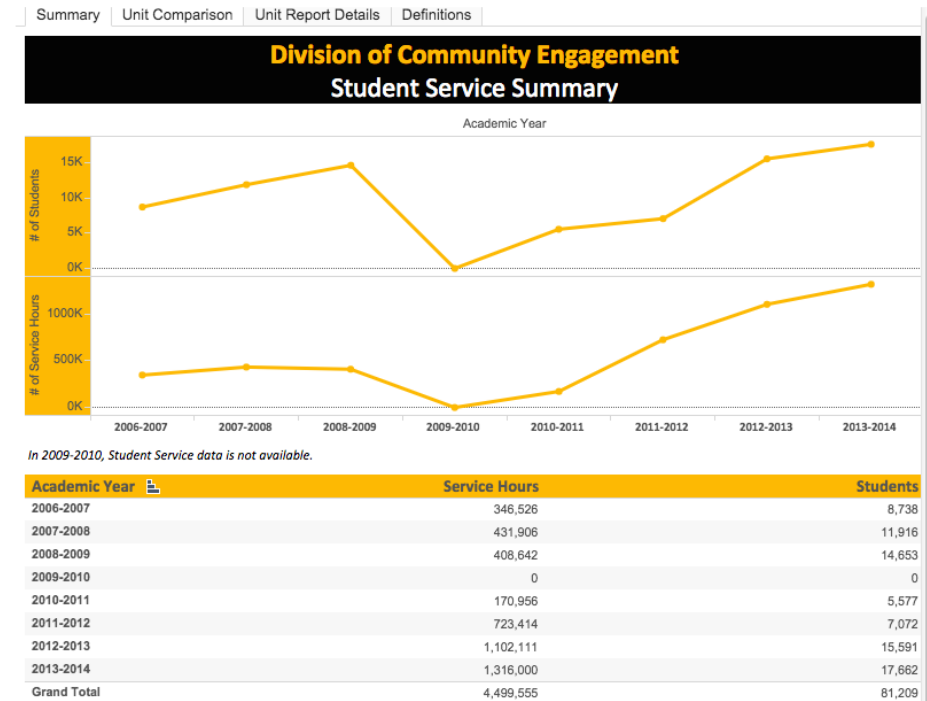 Summary Unit Comparison Unit Report Details Definitions
Division of Community Engagement
Student Service Summary
Academic Year
# of Students
15K
10K
5K
0K
# of Service Hours
1000K
500K
0K
2006-2007 2007-2008 2008-2009 2009-2010 2010-2011 2011-2012 2012-2013 2013-2014
In 2009-2010, Student Service data is not available.
Academic Year Service Hours Students
2006-2007 346,526 8,738
2007-2008 431,906 11,916
2008-2009 408,642 14,653
2009-2010 0 0
2010-2011 170,956 5,577
2011-2012 723,414 7,072
2012-2013 1,102,111 15,591
2013-2014 1,316,000 17,662
Grand Total 4,499,555 81,209